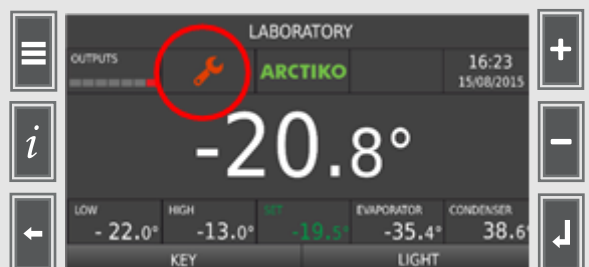 LABORATORY
OUTPUTS
ARCTIKO
16:23
15/08/2015
i
-20.8°
LOW
HIGH
SET
EVAPORATOR
CONDENSER
- 22.0°
-13.0°
-19.5°
-35.4°
38.6°
KEY
LIGHT